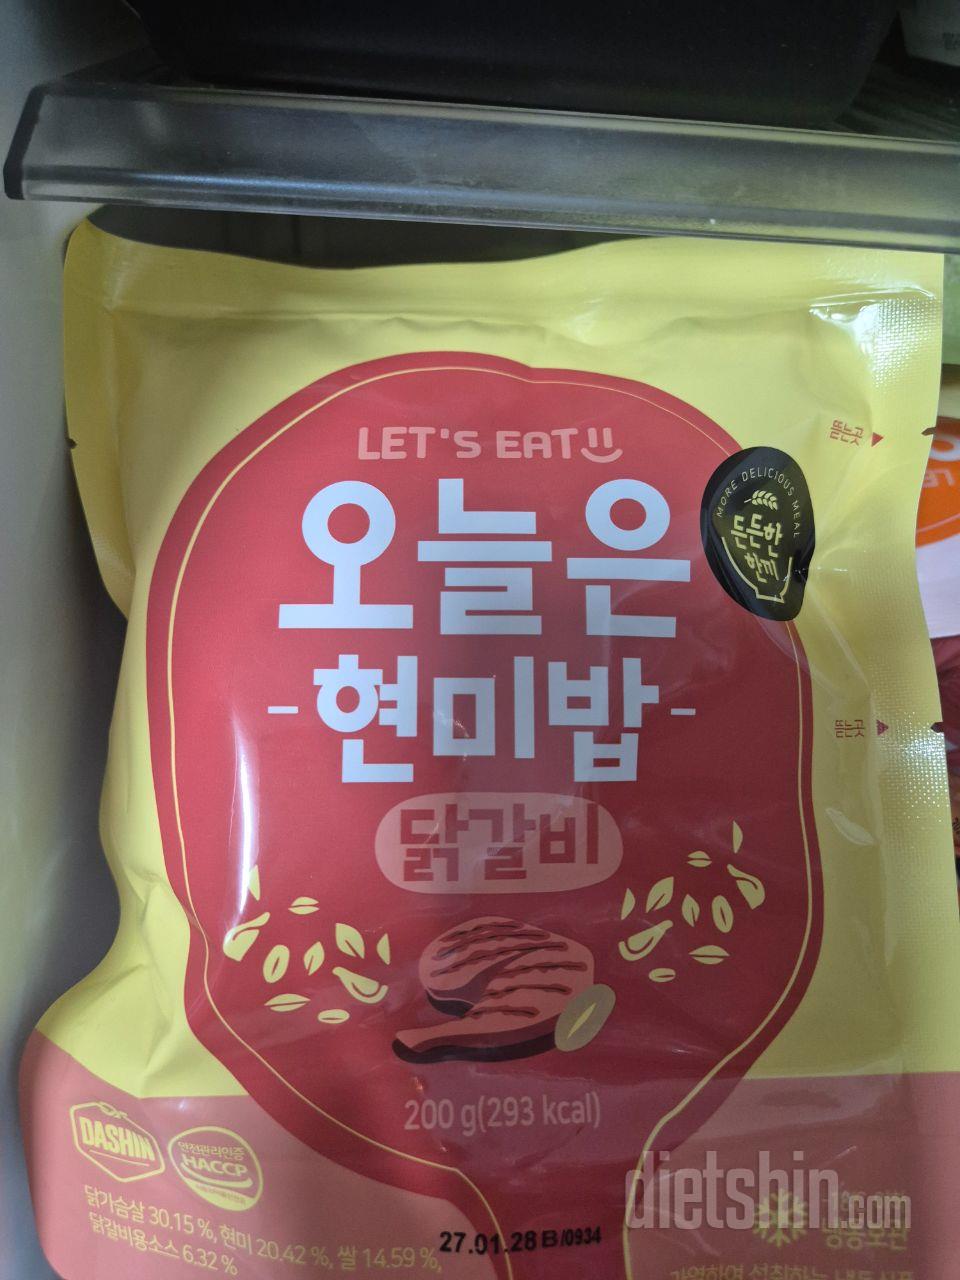 LET'S EAT
오늘은
-현미밥-
닭갈비
MORE DELICIOUS MEAL
든든한
한끼
뜯는곳
뜯는곳
200 g(293 kcal)
DASHIN
안전관리인증
HACCP
닭가슴살 30.15 %, 현미 20.42 %, 쌀 14.59 %,
닭갈비용소스 6.32 %
27.01.28 B/0934
dietshin.com
냉동보관